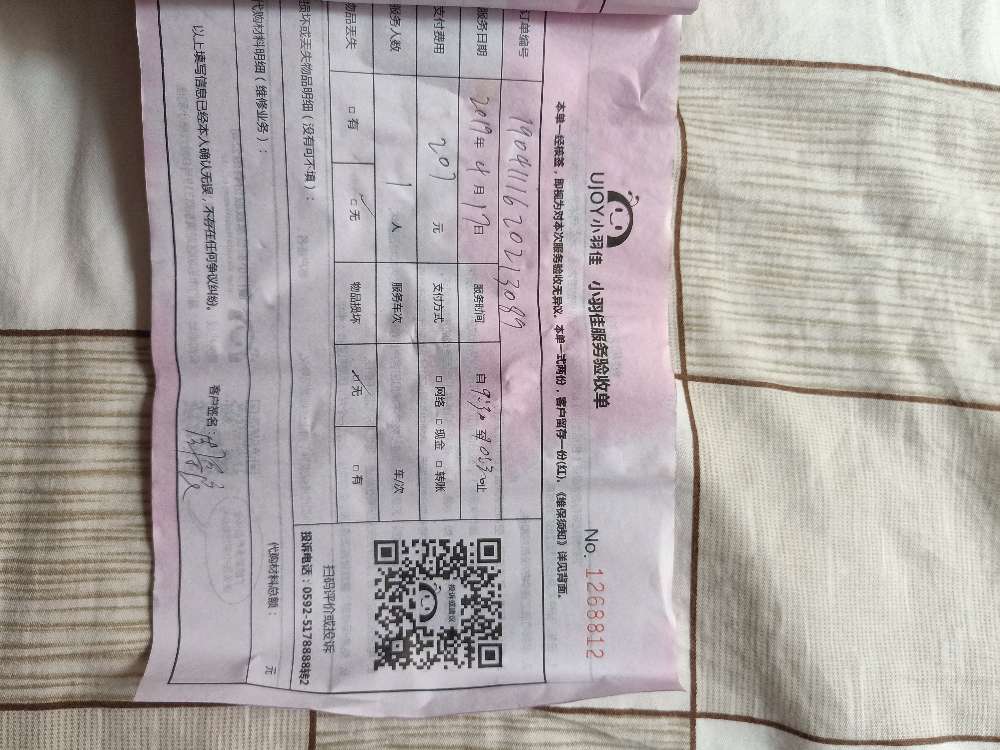 UJOY小羽佳 小羽佳服务验收单 No. 1268812
本单一经核签，即视为对本次服务验收无异议。本单一式两份，客户留存一份(红)。《维保须知》详见背面。
订单编号 19041116202213089
服务日期 2019年4月17日 服务时间 自9:30至 止
支付费用 207元 支付方式 □网络 □现金 □转账
服务人数 1人 服务车次 车/次
物品丢失 □有 □无 物品损坏 □无 □有
损坏或丢失物品明细（没有可不填）：
代购材料明细（维修业务）：
代购材料总额： 元
以上填写信息已经本人确认无误，不存在任何争议纠纷。
客户签名：
投诉或建议
扫码评价或投诉
投诉电话：0592-5178888转2